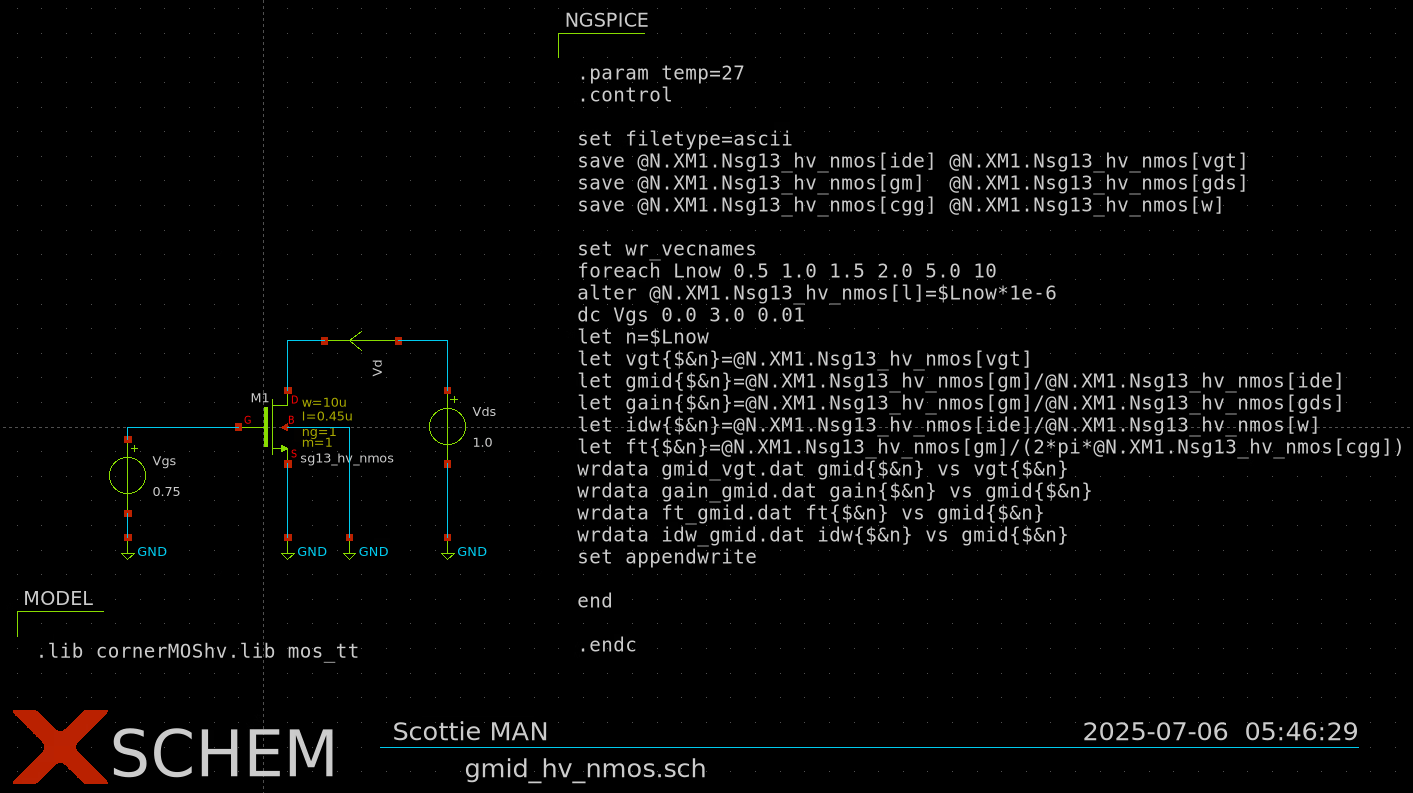 NGSPICE
.param temp=27
.control
set filetype=ascii
save @N.XM1.Nsg13_hv_nmos[ide] @N.XM1.Nsg13_hv_nmos[vgt]
save @N.XM1.Nsg13_hv_nmos[gm]  @N.XM1.Nsg13_hv_nmos[gds]
save @N.XM1.Nsg13_hv_nmos[cgg] @N.XM1.Nsg13_hv_nmos[w]
set wr_vecnames
foreach Lnow 0.5 1.0 1.5 2.0 5.0 10
alter @N.XM1.Nsg13_hv_nmos[l]=$Lnow*1e-6
dc Vgs 0.0 3.0 0.01
let n=$Lnow
let vgt{$&n}=@N.XM1.Nsg13_hv_nmos[vgt]
let gmid{$&n}=@N.XM1.Nsg13_hv_nmos[gm]/@N.XM1.Nsg13_hv_nmos[ide]
let gain{$&n}=@N.XM1.Nsg13_hv_nmos[gm]/@N.XM1.Nsg13_hv_nmos[gds]
let idw{$&n}=@N.XM1.Nsg13_hv_nmos[ide]/@N.XM1.Nsg13_hv_nmos[w]
let ft{$&n}=@N.XM1.Nsg13_hv_nmos[gm]/(2*pi*@N.XM1.Nsg13_hv_nmos[cgg])
wrdata gmid_vgt.dat gmid{$&n} vs vgt{$&n}
wrdata gain_gmid.dat gain{$&n} vs gmid{$&n}
wrdata ft_gmid.dat ft{$&n} vs gmid{$&n}
wrdata idw_gmid.dat idw{$&n} vs gmid{$&n}
set appendwrite
end
.endc
Vd
M1
D
w=10u
l=0.45u
ng=1
m=1
G
B
S
sg13_hv_nmos
Vds
1.0
+
Vgs
0.75
+
GND
GND
GND
GND
MODEL
.lib cornerMOShv.lib mos_tt
XSCHEM
Scottie MAN
2025-07-06  05:46:29
gmid_hv_nmos.sch